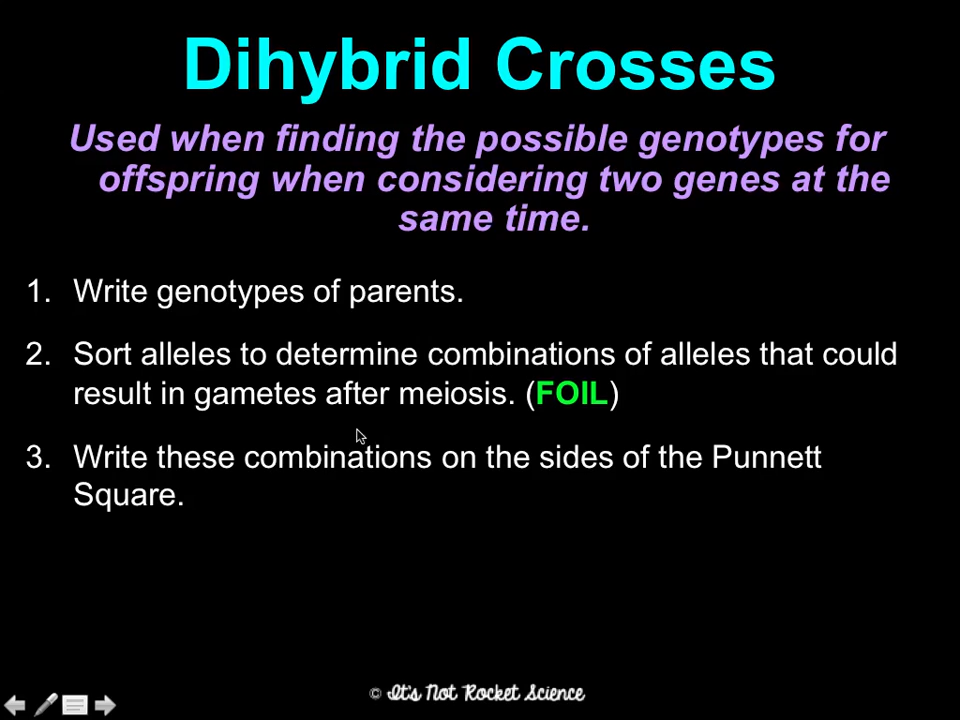 Dihybrid Crosses
Used when finding the possible genotypes for
offspring when considering two genes at the
same time.
1. Write genotypes of parents.
2. Sort alleles to determine combinations of alleles that could
result in gametes after meiosis. (FOIL)
3. Write these combinations on the sides of the Punnett
Square.
© It's Not Rocket Science